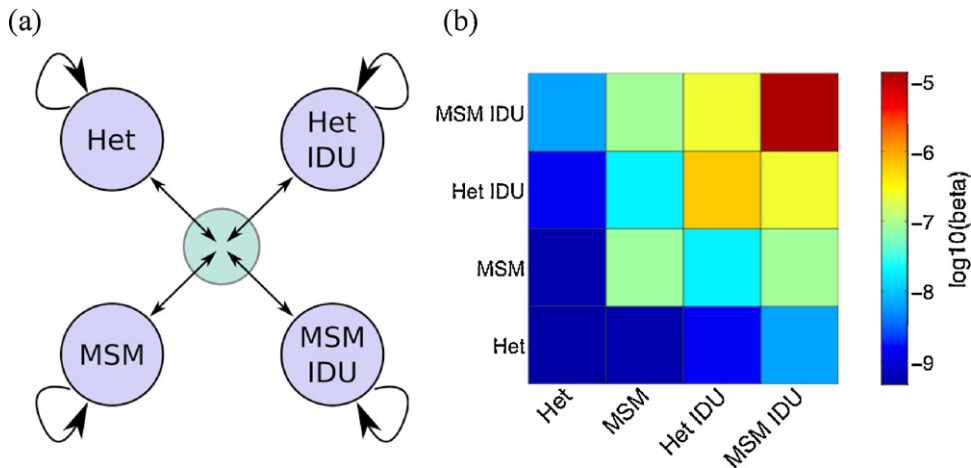 (a)
Het
Het
IDU
MSM
MSM
IDU
(b)
MSM IDU
Het IDU
MSM
Het
Het
MSM
Het IDU
MSM IDU
-5
-6
-7
-8
-9
log10(beta)